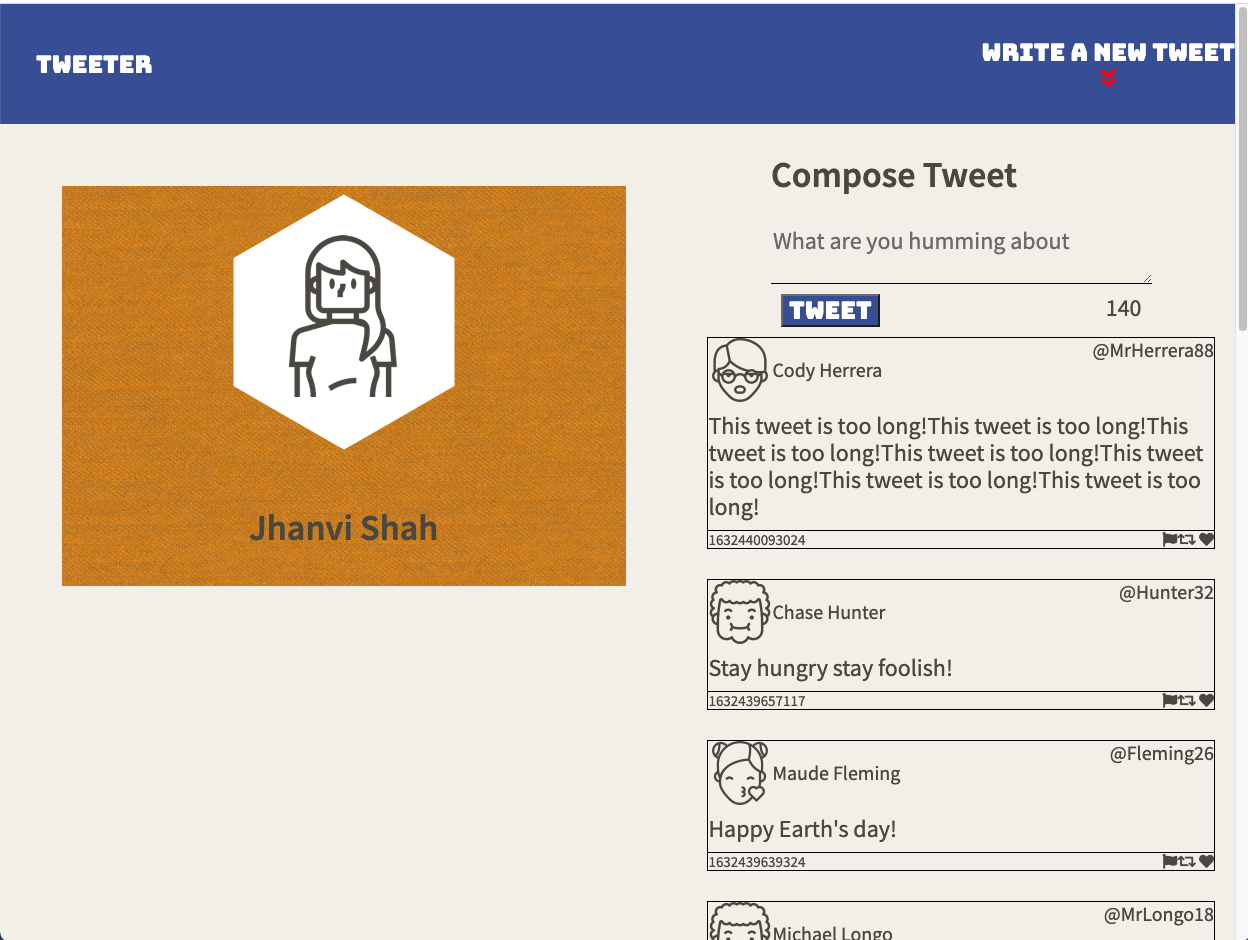 TWEETER
WRITE A NEW TWEET
Jhanvi Shah
Compose Tweet
What are you humming about
TWEET
140
Cody Herrera
@MrHerrera88
This tweet is too long!This tweet is too long!This
tweet is too long!This tweet is too long!This tweet
is too long!This tweet is too long!This tweet is too
long!
1632440093024
Chase Hunter
@Hunter32
Stay hungry stay foolish!
1632439657117
Maude Fleming
@Fleming26
Happy Earth's day!
1632439639324
Michael Longo
@MrLongo18